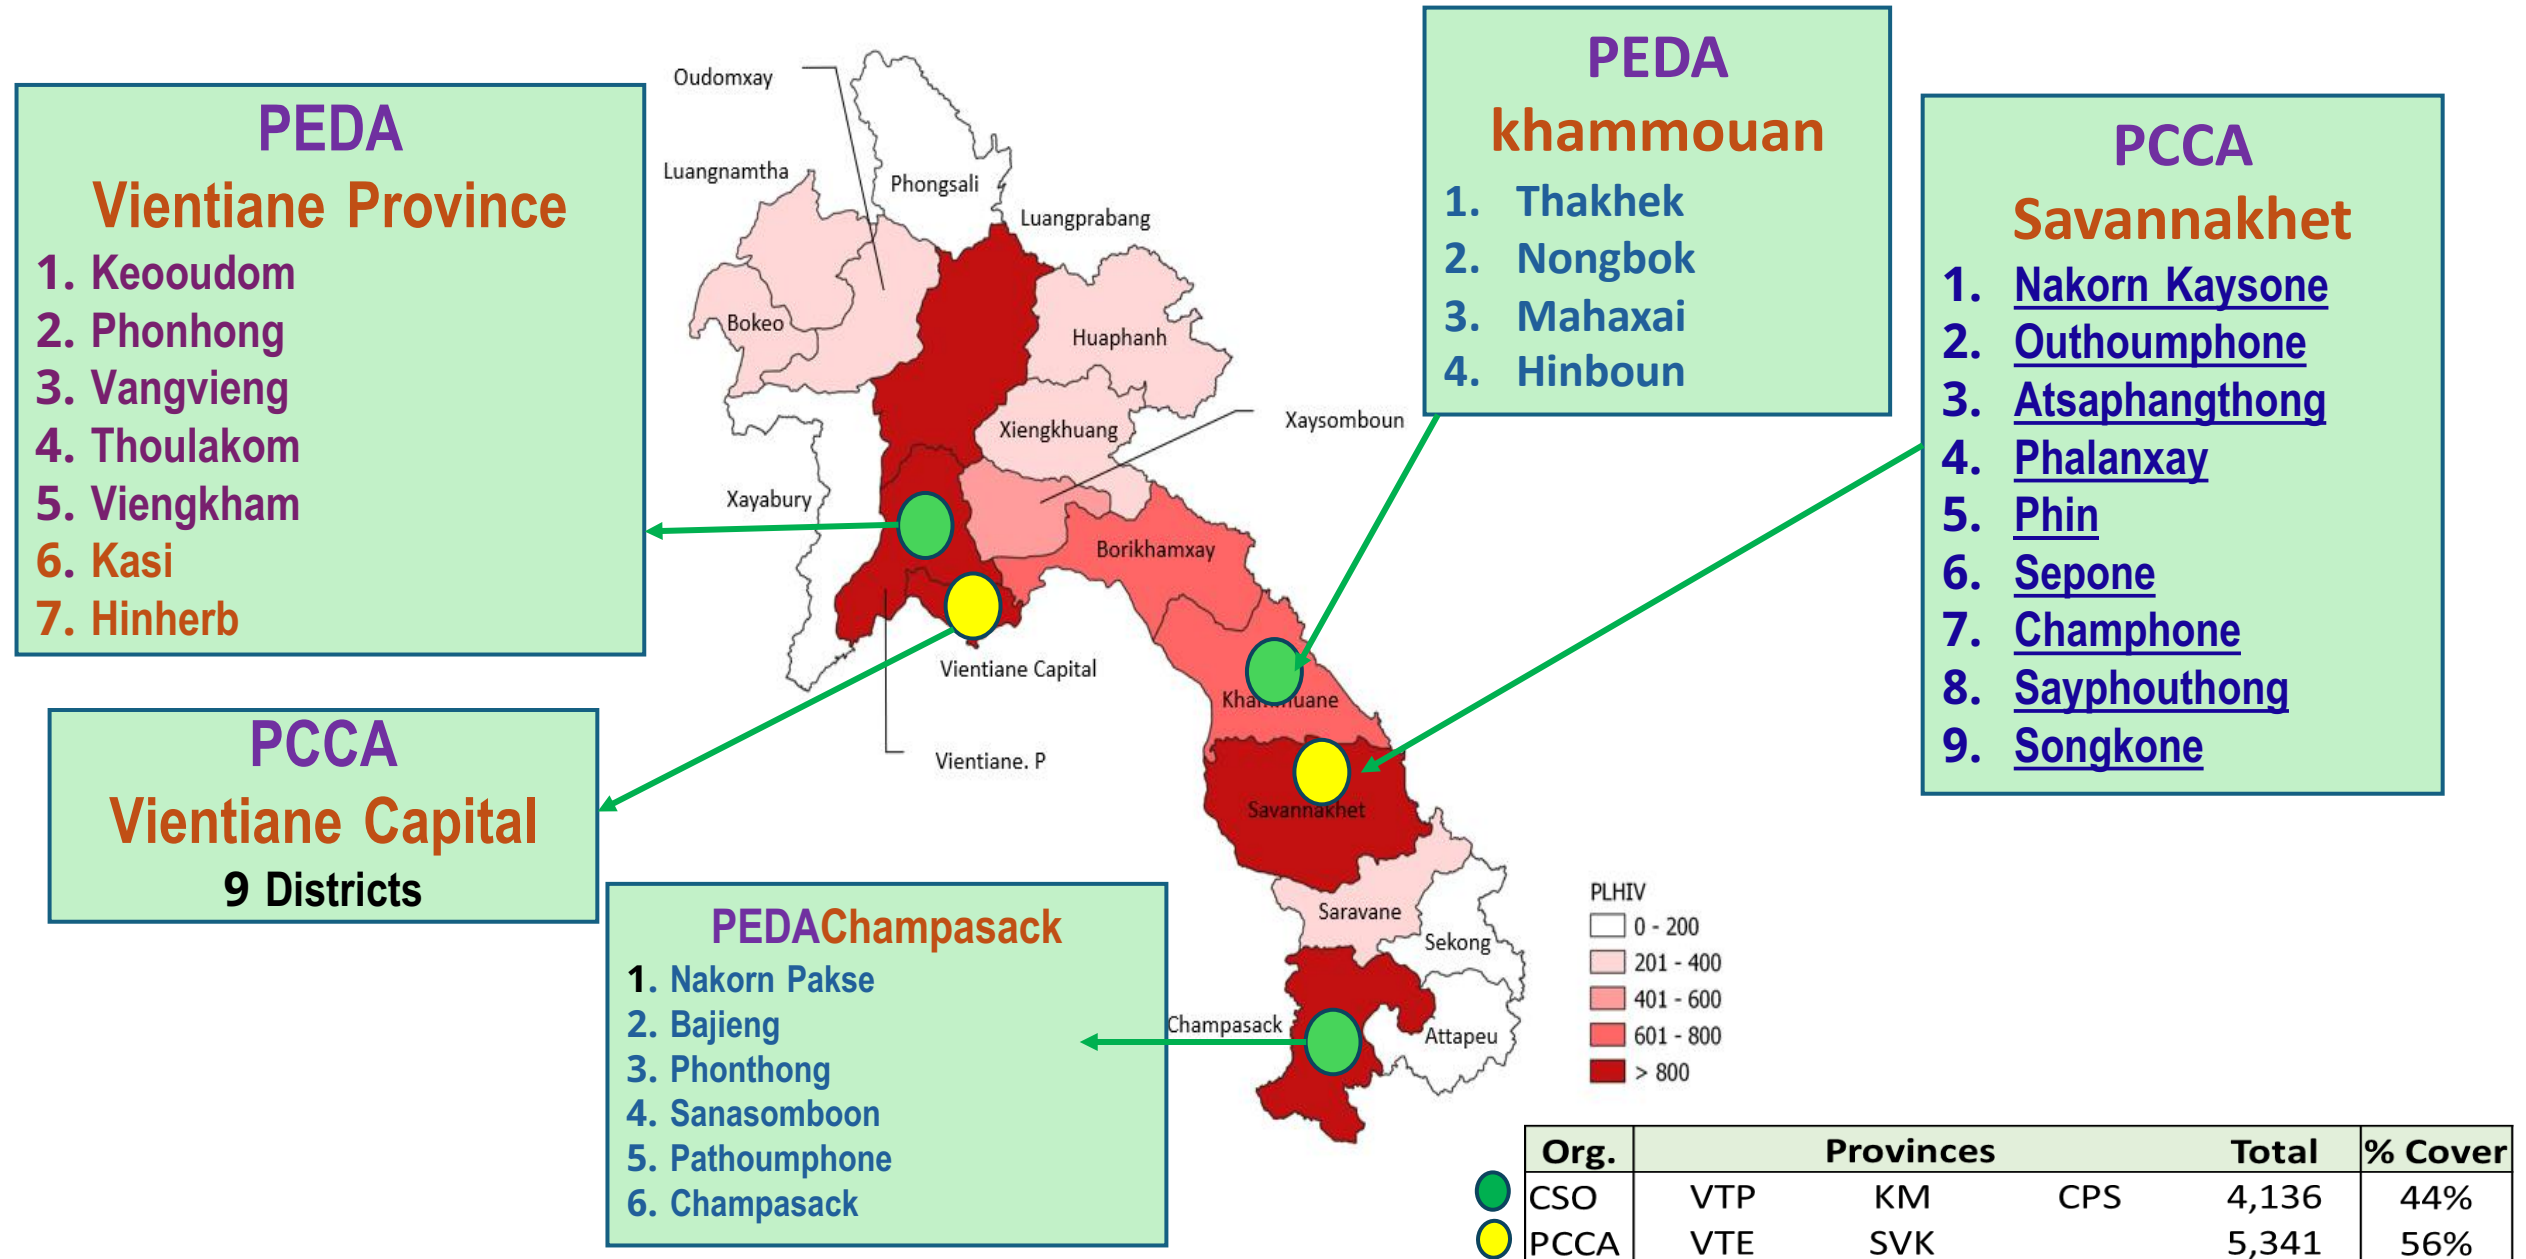 PEDA
Vientiane Province
1. Keooudom
2. Phonhong
3. Vangvieng
4. Thoulakom
5. Viengkham
6. Kasi
7. Hinherb
PCCA
Vientiane Capital
9 Districts
PEDAChampasack
1. Nakorn Pakse
2. Bajieng
3. Phonthong
4. Sanasomboon
5. Pathoumphone
6. Champasack
PEDA
khammouan
1. Thakhek
2. Nongbok
3. Mahaxai
4. Hinboun
PCCA
Savannakhet
1. Nakorn Kaysone
2. Outhoumphone
3. Atsaphangthong
4. Phalanxay
5. Phin
6. Sepone
7. Champhone
8. Sayphouthong
9. Songkone
Oudomxay
Luangnamtha
Phongsali
Luangprabang
Bokeo
Huaphanh
Xiengkhuang
Xaysomboun
Xayabury
Borikhamxay
Vientiane Capital
Vientiane. P
Savannakhet
Saravane
Sekong
Champasack
Attapeu
PLHIV
0 - 200
201 - 400
401 - 600
601 - 800
> 800
Org. Provinces Total % Cover
CSO VTP KM CPS 4,136 44%
PCCA VTE SVK 5,341 56%